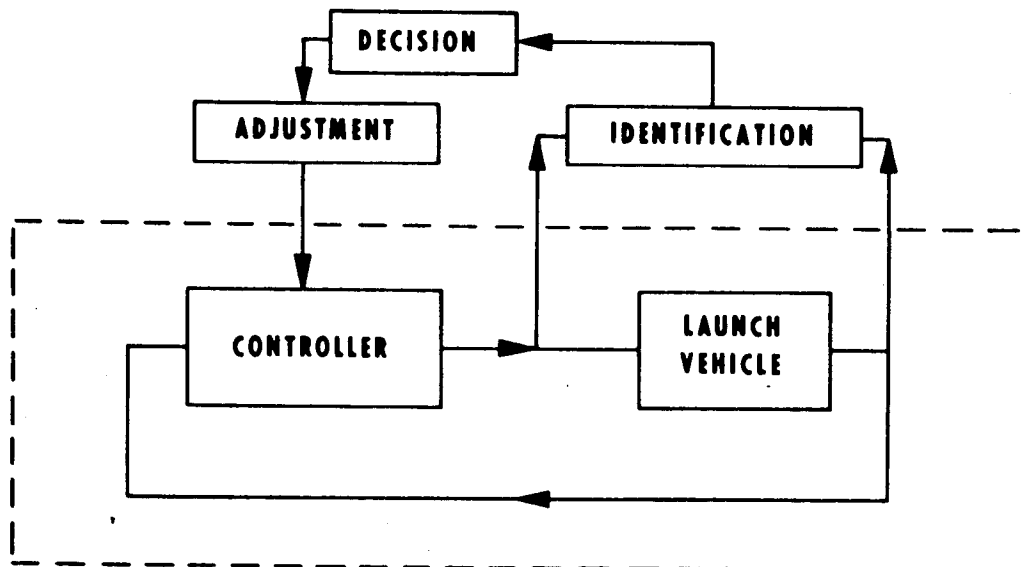 DECISION
ADJUSTMENT
IDENTIFICATION
CONTROLLER
LAUNCH
VEHICLE